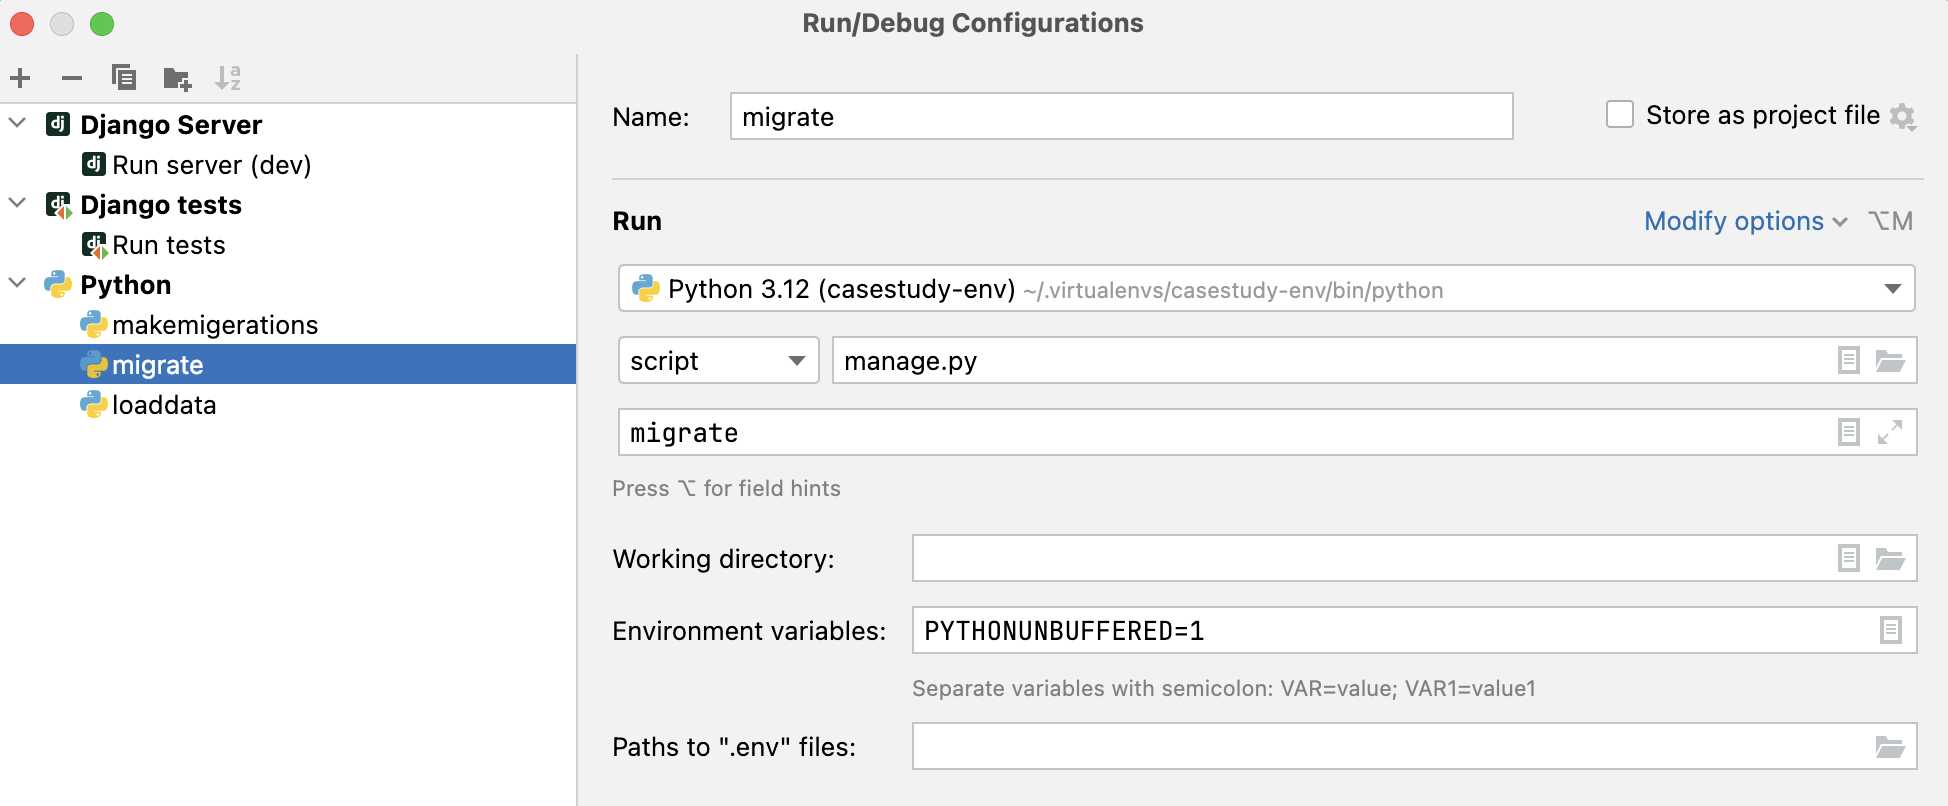 Run/Debug Configurations
Name: migrate Store as project file
Django Server
Run server (dev)
Django tests
Run tests
Python
makemigerations
migrate
loaddata
Run Modify options ⌥M
Python 3.12 (casestudy-env) ~/.virtualenvs/casestudy-env/bin/python
script manage.py
migrate
Press ⌥ for field hints
Working directory:
Environment variables: PYTHONUNBUFFERED=1
Separate variables with semicolon: VAR=value; VAR1=value1
Paths to ".env" files: